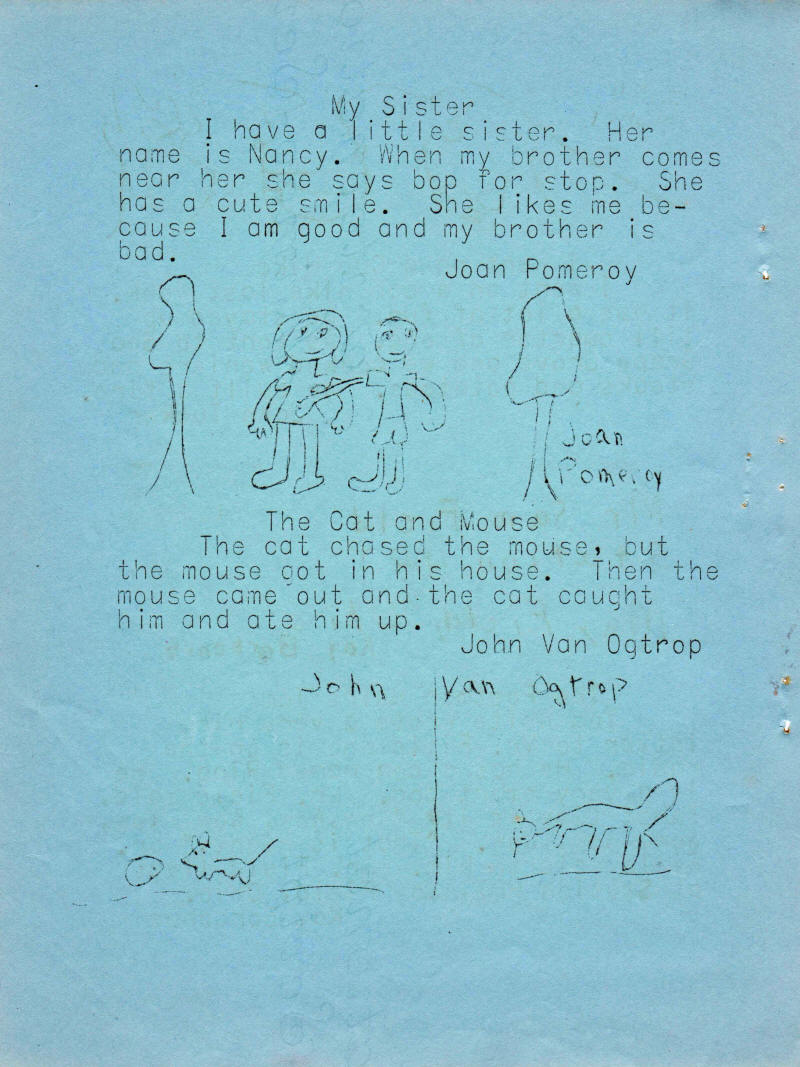 My Sister
I have a little sister. Her
name is Nancy. When my brother comes
near her she says bop for stop. She
has a cute smile. She likes me be-
cause I am good and my brother is
bad.
Joan Pomeroy
Joan
Pomeroy
The Cat and Mouse
The cat chased the mouse, but
the mouse got in his house. Then the
mouse came out and the cat caught
him and ate him up.
John Van Ogtrop
John Van Ogtrop